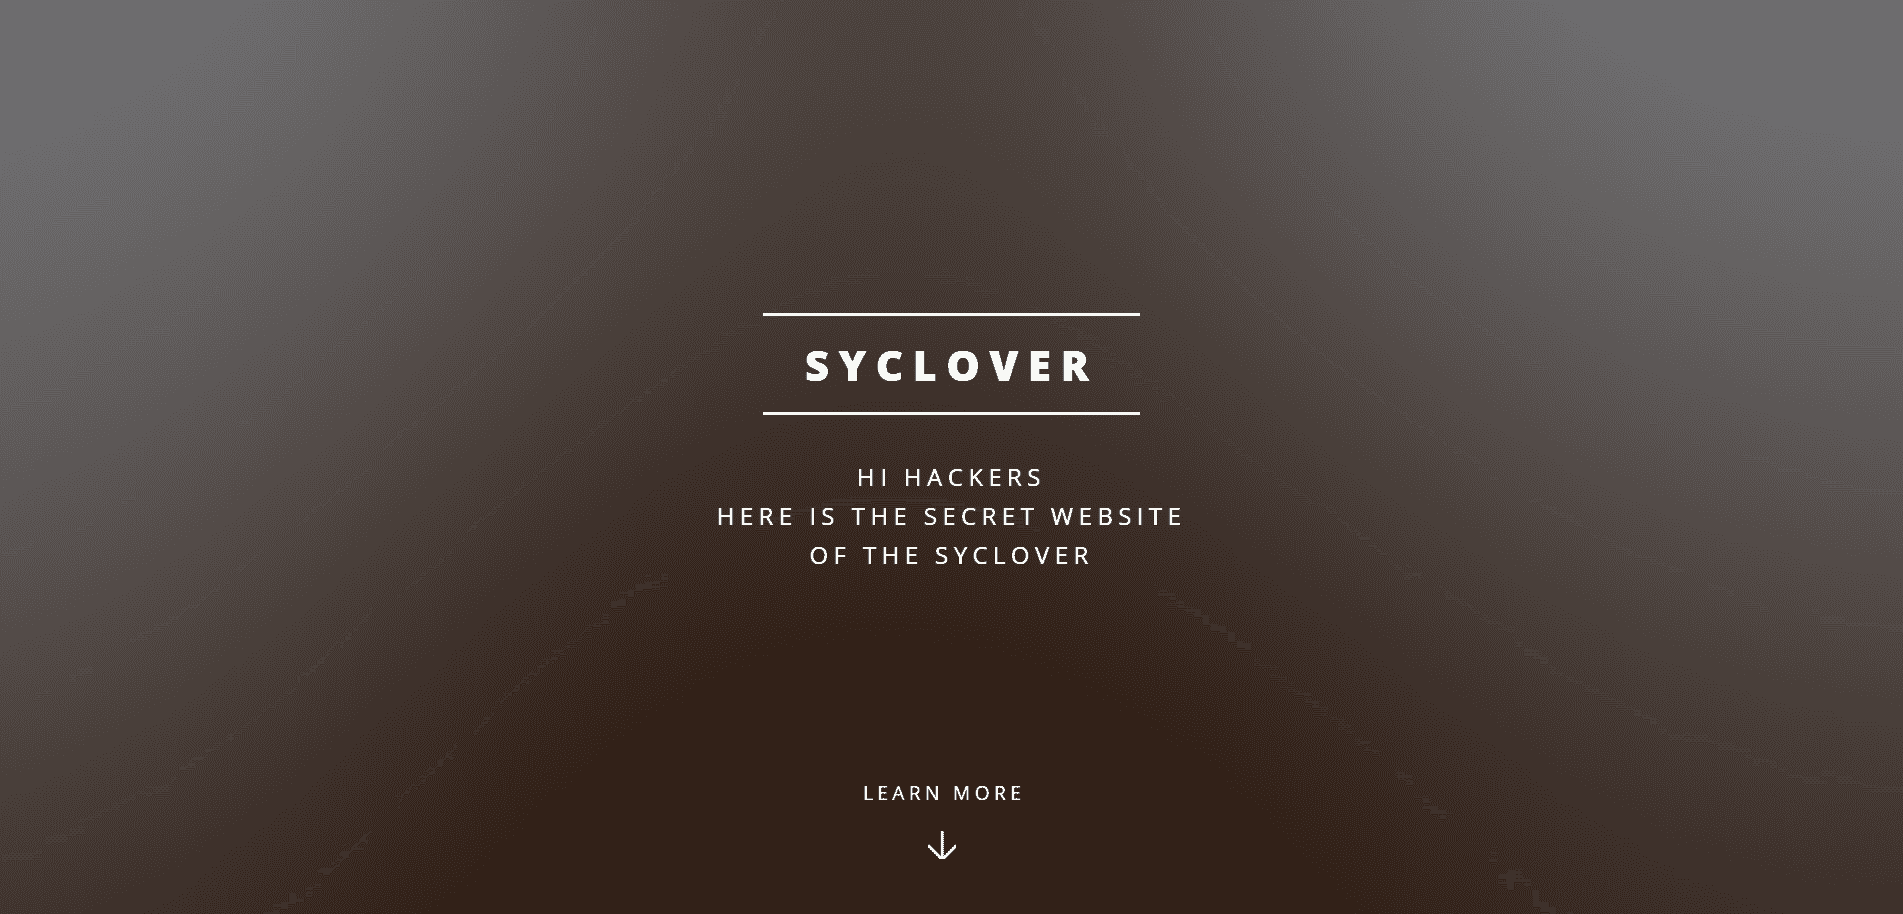 SYCLOVER
HI HACKERS
HERE IS THE SECRET WEBSITE
OF THE SYCLOVER
LEARN MORE